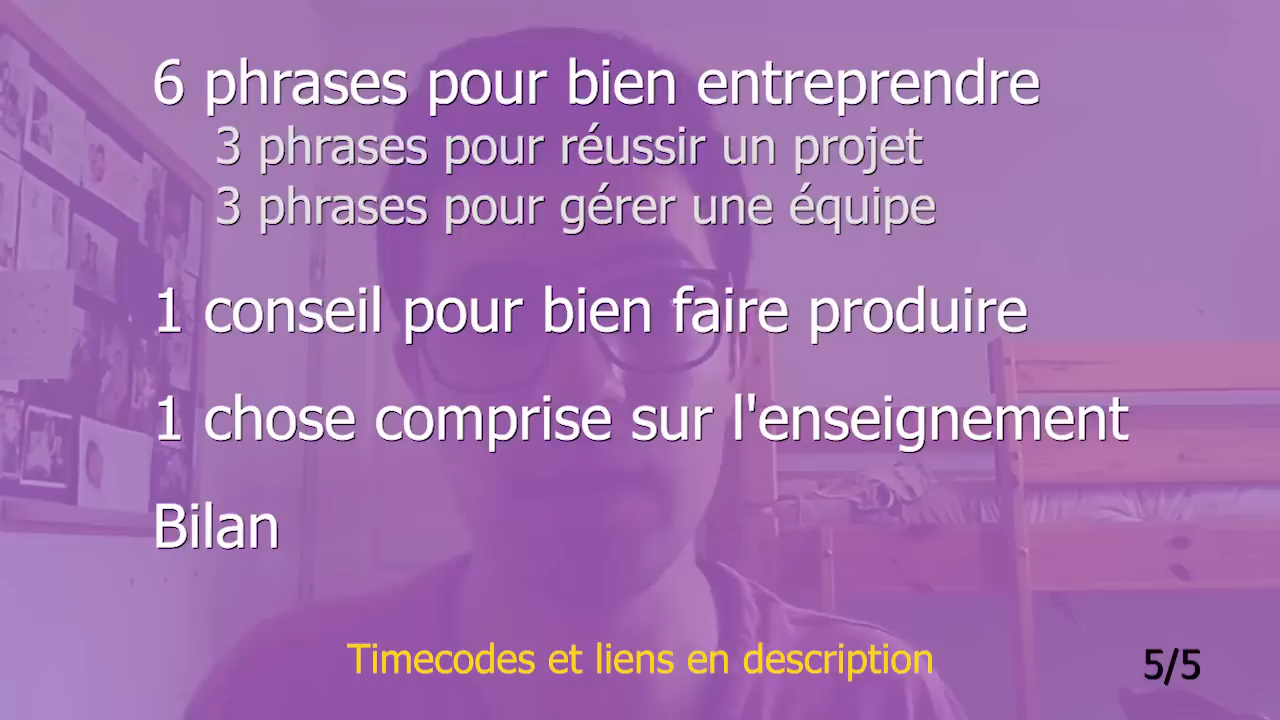 6 phrases pour bien entreprendre
3 phrases pour réussir un projet
3 phrases pour gérer une équipe
1 conseil pour bien faire produire
1 chose comprise sur l'enseignement
Bilan
Timecodes et liens en description
5/5